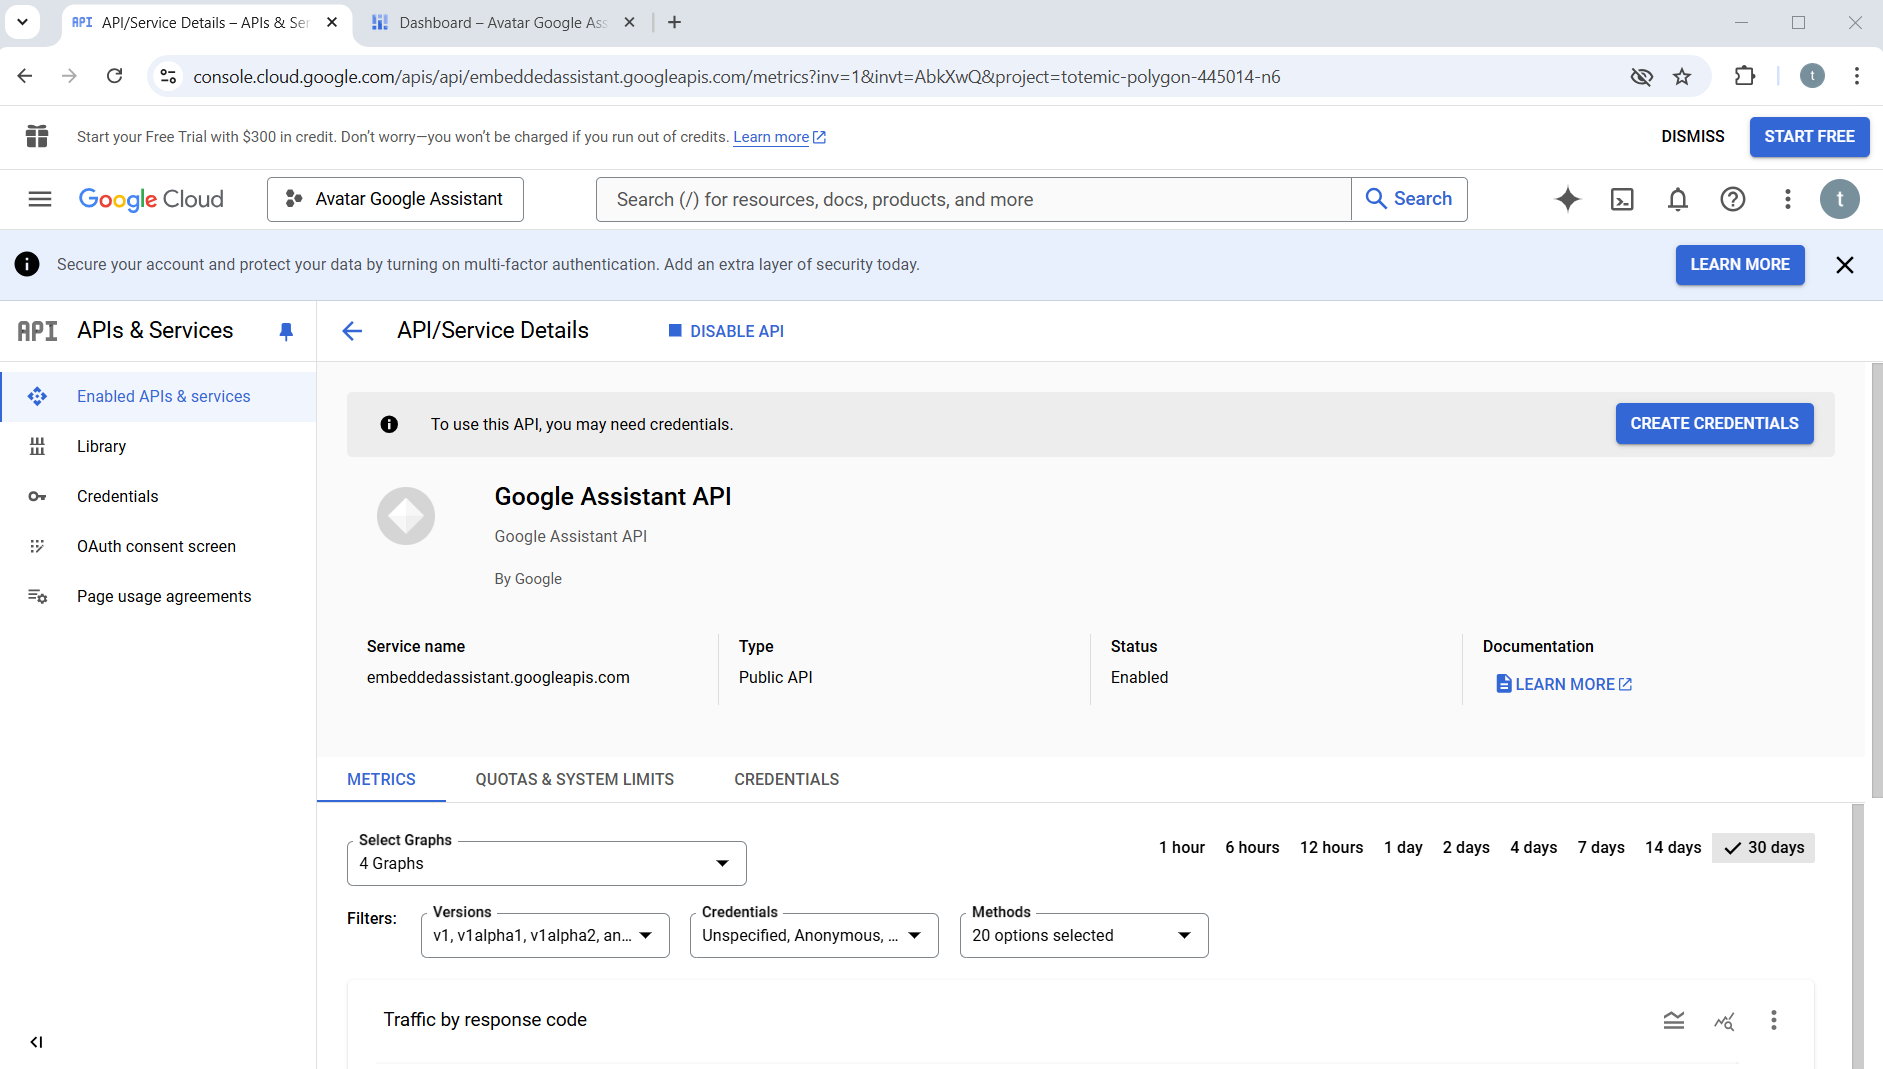 API API/Service Details – APIs & Ser
Dashboard – Avatar Google Ass
console.cloud.google.com/apis/api/embeddedassistant.googleapis.com/metrics?inv=1&invt=AbkXwQ&project=totemic-polygon-445014-n6
t
Start your Free Trial with $300 in credit. Don’t worry—you won’t be charged if you run out of credits. Learn more
DISMISS
START FREE
Google Cloud
Avatar Google Assistant
Search (/) for resources, docs, products, and more
Search
t
Secure your account and protect your data by turning on multi-factor authentication. Add an extra layer of security today.
LEARN MORE
API APIs & Services
API/Service Details
DISABLE API
Enabled APIs & services
Library
Credentials
OAuth consent screen
Page usage agreements
To use this API, you may need credentials.
CREATE CREDENTIALS
Google Assistant API
Google Assistant API
By Google
Service name
embeddedassistant.googleapis.com
Type
Public API
Status
Enabled
Documentation
LEARN MORE
METRICS
QUOTAS & SYSTEM LIMITS
CREDENTIALS
Select Graphs
4 Graphs
1 hour
6 hours
12 hours
1 day
2 days
4 days
7 days
14 days
30 days
Filters:
Versions
v1, v1alpha1, v1alpha2, an...
Credentials
Unspecified, Anonymous, ...
Methods
20 options selected
Traffic by response code